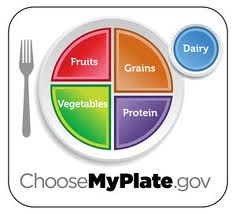 Dairy
Fruits
Grains
Vegetables
Protein
ChooseMyPlate.gov